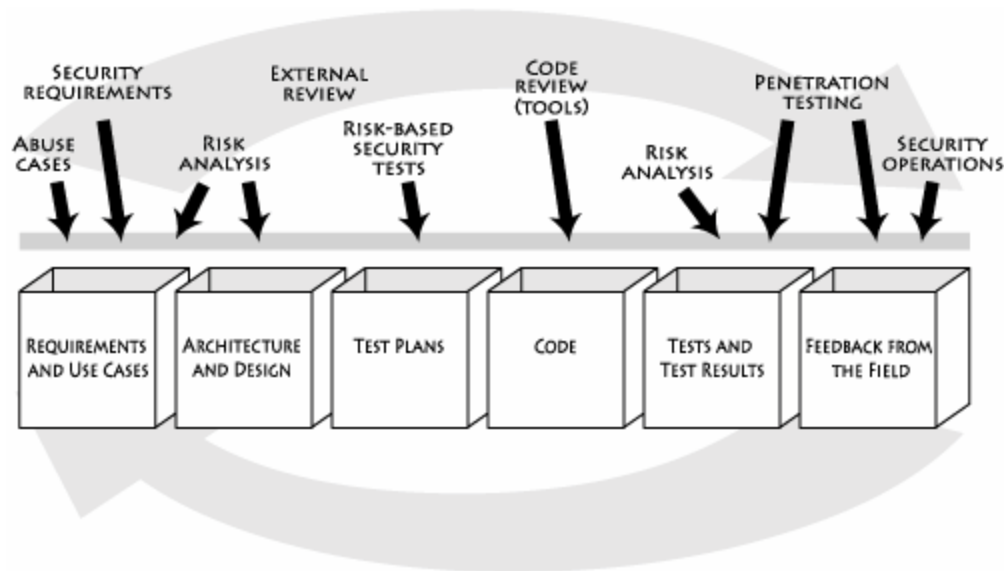 SECURITY
REQUIREMENTS
EXTERNAL
REVIEW
CODE
REVIEW
(TOOLS)
PENETRATION
TESTING
ABUSE
CASES
RISK
ANALYSIS
RISK-BASED
SECURITY
TESTS
RISK
ANALYSIS
SECURITY
OPERATIONS
REQUIREMENTS
AND USE CASES
ARCHITECTURE
AND DESIGN
TEST PLANS
CODE
TESTS AND
TEST RESULTS
FEEDBACK FROM
THE FIELD